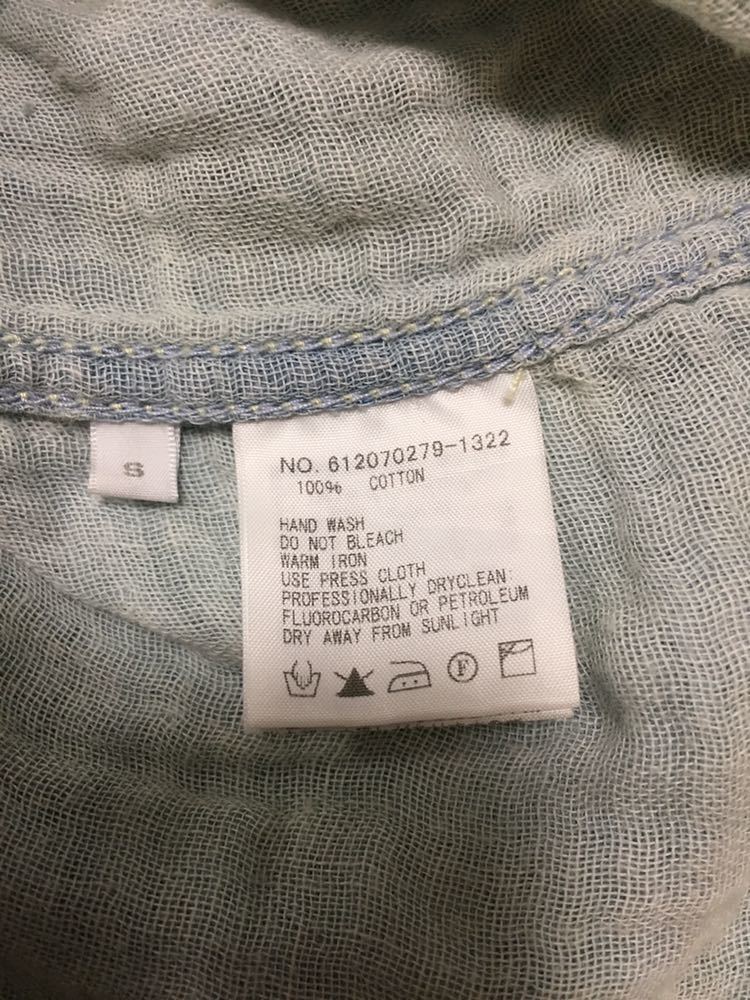 S
NO. 612070279-1322
100% COTTON
HAND WASH
DO NOT BLEACH
WARM IRON
USE PRESS CLOTH
PROFESSIONALLY DRYCLEAN:
FLUOROCARBON OR PETROLEUM
DRY AWAY FROM SUNLIGHT
F